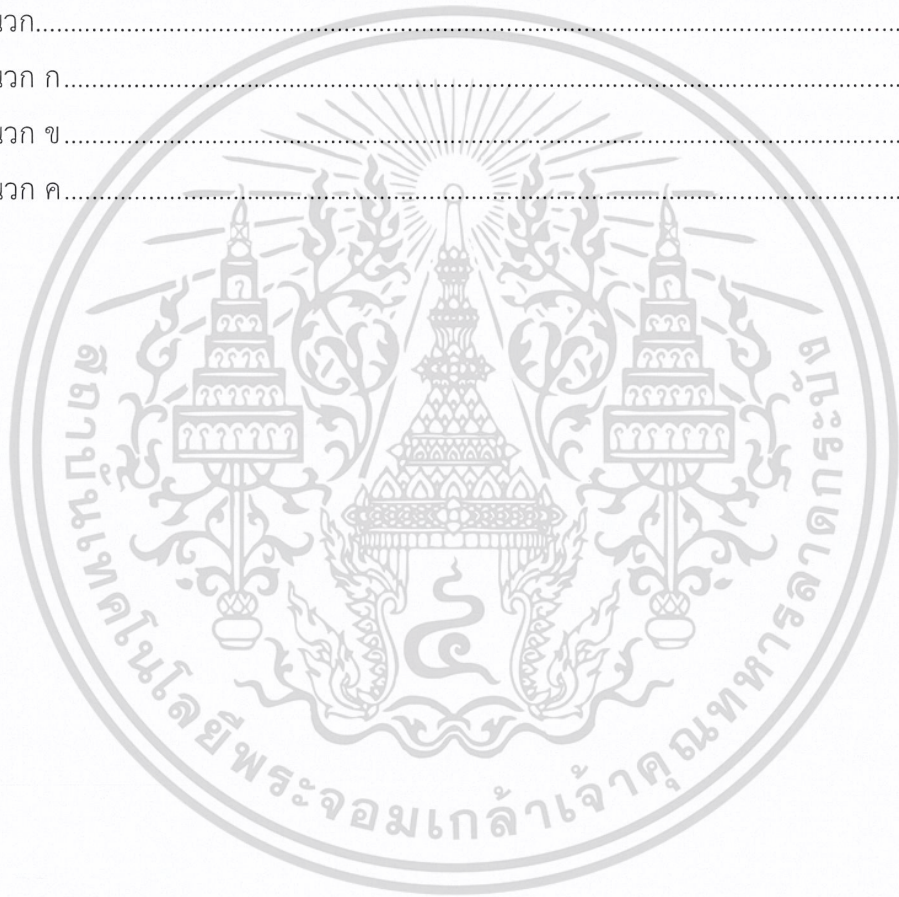 นวก.....................................................................................................
นวก ก.....................................................................................................
นวก ข.....................................................................................................
นวก ค.....................................................................................................
สถาบันเทคโนโลยีพระจอมเกล้าเจ้าคุณทหารลาดกระบัง
๔